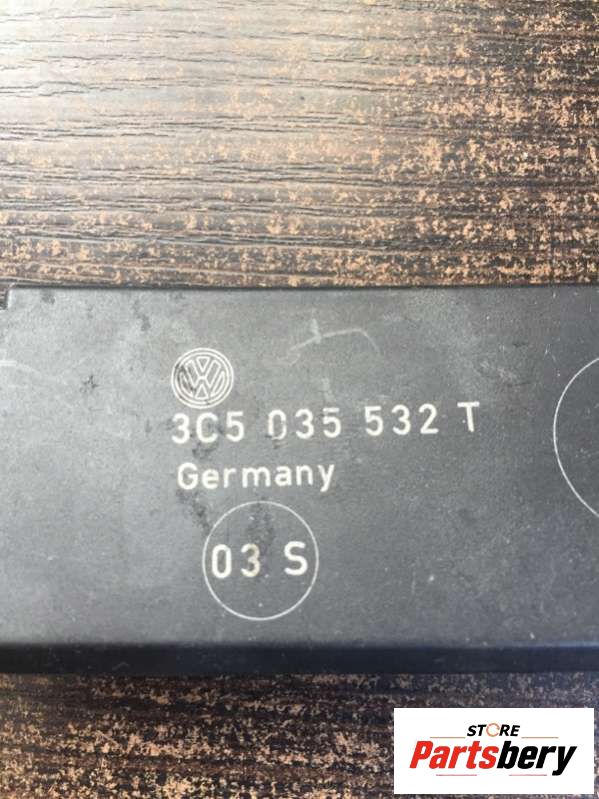 3C5 035 532 T
Germany
03 S
STORE
Partsbery